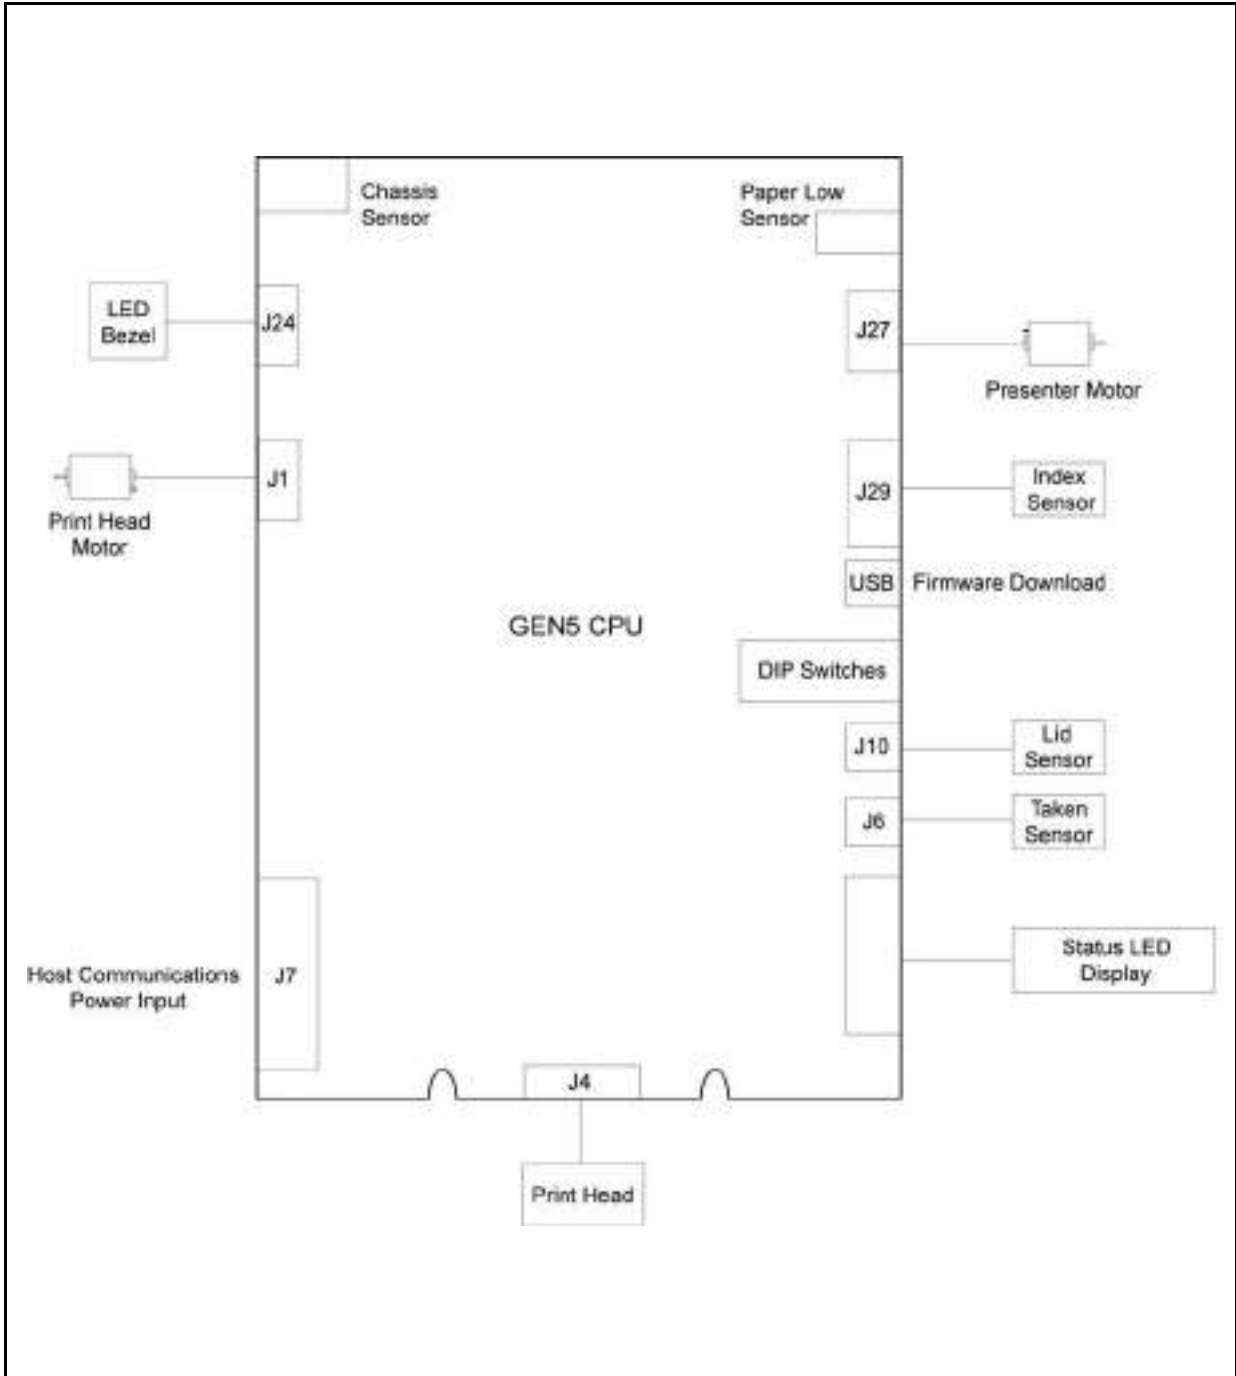 Chassis
Sensor
Paper Low
Sensor
LED
Bezel
J24
J27
Presenter Motor
J1
Print Head
Motor
J29
Index
Sensor
USB
Firmware Download
GEN5 CPU
DIP Switches
J10
Lid
Sensor
J6
Taken
Sensor
Host Communications
Power Input
J7
Status LED
Display
J4
Print Head